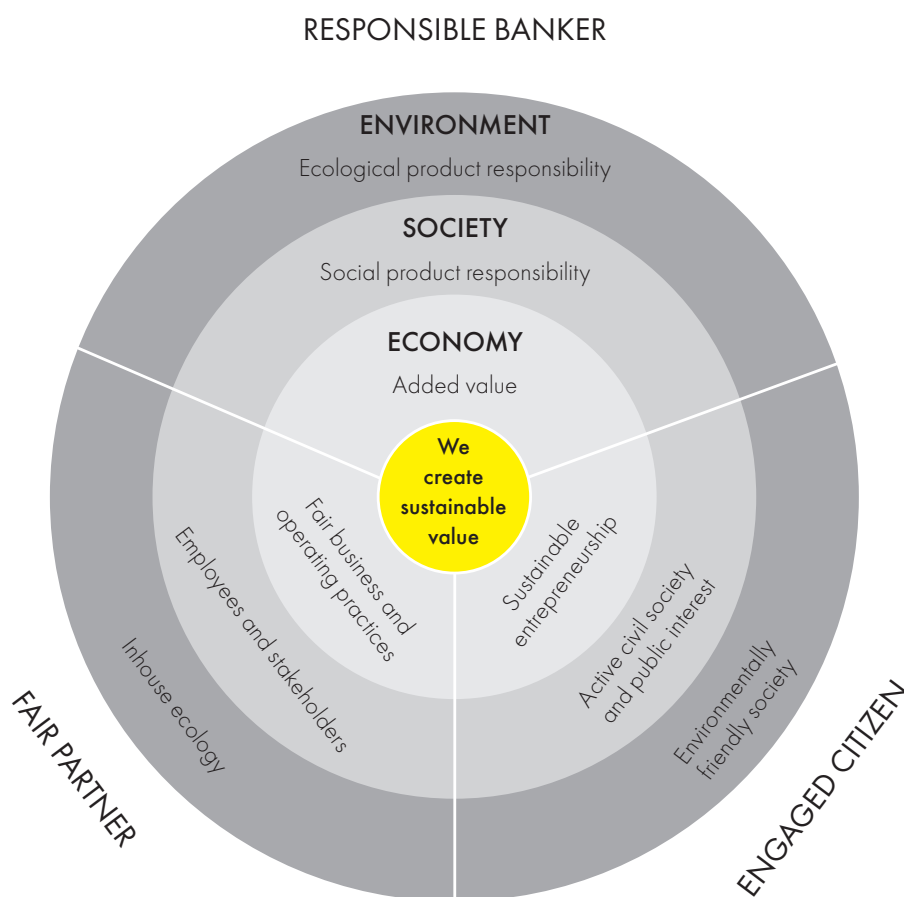 RESPONSIBLE BANKER
ENVIRONMENT
Ecological product responsibility
SOCIETY
Social product responsibility
ECONOMY
Added value
We
create
sustainable
value
Fair business and
operating practices
Employees and stakeholders
Inhouse ecology
FAIR PARTNER
Sustainable
entrepreneurship
Active civil society
and public interest
Environmentally
friendly society
ENGAGED CITIZEN